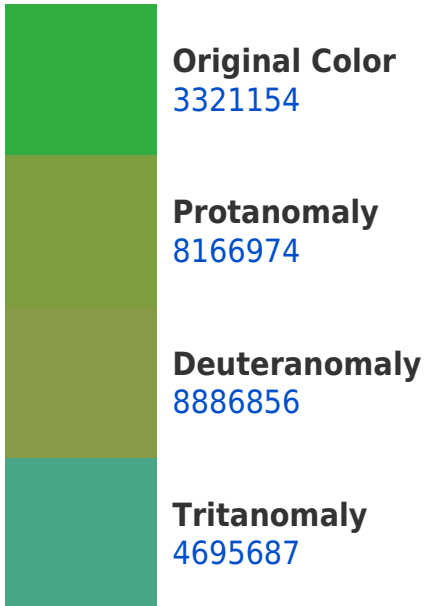 Original Color
3321154
Protanomaly
8166974
Deuteranomaly
8886856
Tritanomaly
4695687